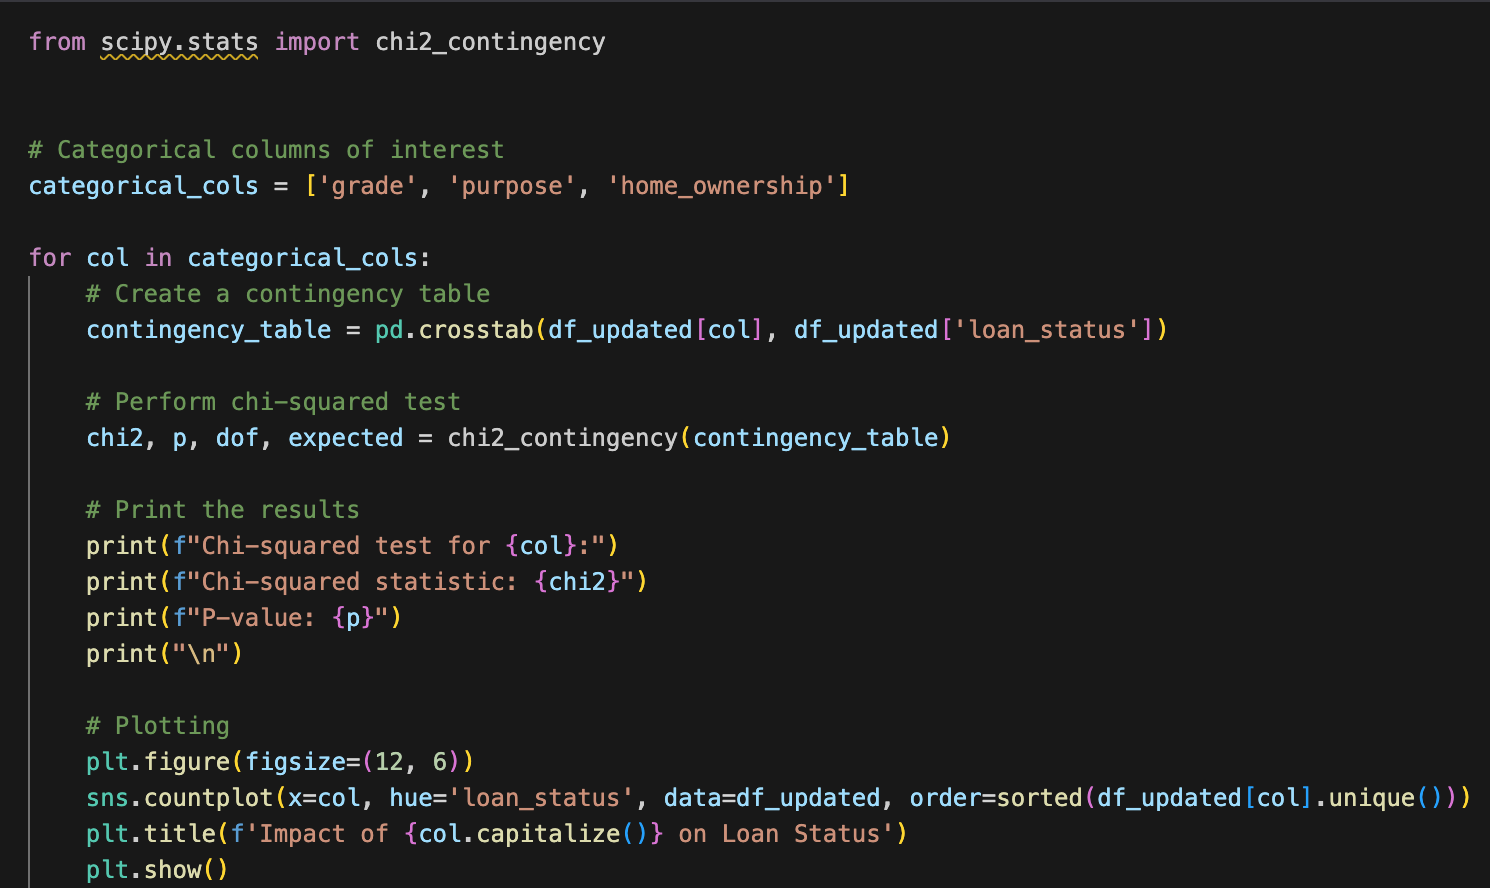 from scipy.stats import chi2_contingency
# Categorical columns of interest
categorical_cols = ['grade', 'purpose', 'home_ownership']
for col in categorical_cols:
    # Create a contingency table
    contingency_table = pd.crosstab(df_updated[col], df_updated['loan_status'])
    # Perform chi-squared test
    chi2, p, dof, expected = chi2_contingency(contingency_table)
    # Print the results
    print(f"Chi-squared test for {col}:")
    print(f"Chi-squared statistic: {chi2}")
    print(f"P-value: {p}")
    print("\n")
    # Plotting
    plt.figure(figsize=(12, 6))
    sns.countplot(x=col, hue='loan_status', data=df_updated, order=sorted(df_updated[col].unique()))
    plt.title(f'Impact of {col.capitalize()} on Loan Status')
    plt.show()